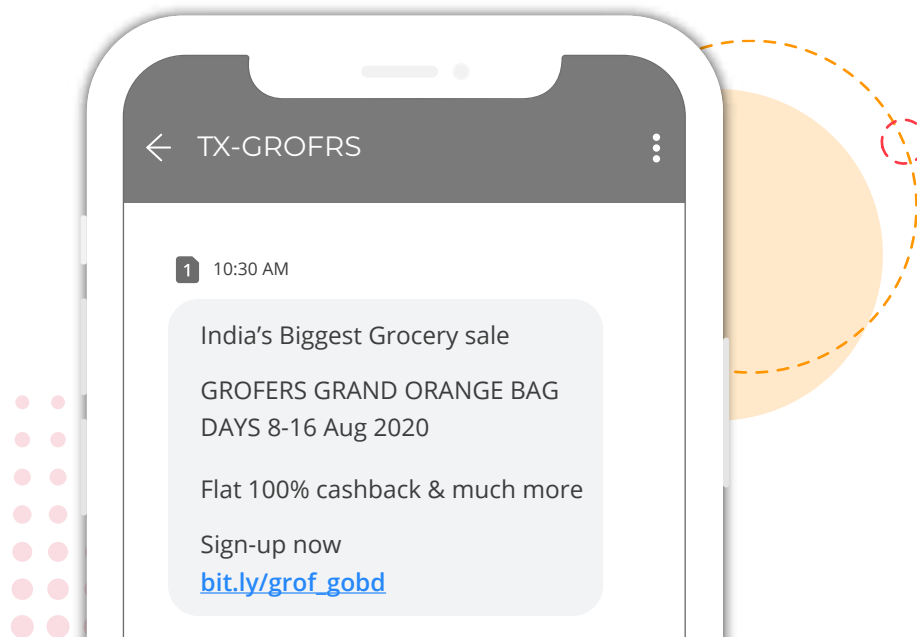 TX-GROFRS
1 10:30 AM
India’s Biggest Grocery sale
GROFERS GRAND ORANGE BAG
DAYS 8-16 Aug 2020
Flat 100% cashback & much more
Sign-up now
bit.ly/grof_gobd